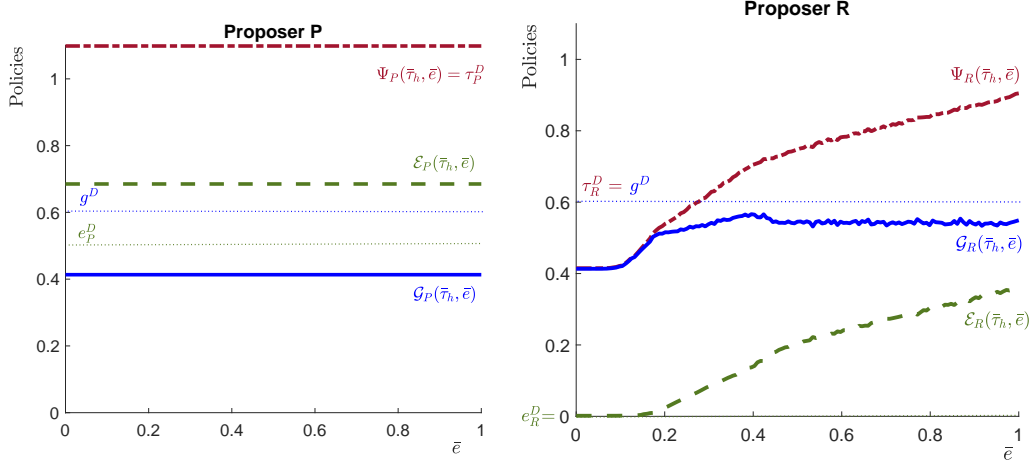 Proposer P
Policies
1
0.8
0.6
0.4
0.2
0
0
0.2
0.4
0.6
0.8
1
ē
Ψ_P(τ̄_h, ē) = τ_P^D
ℰ_P(τ̄_h, ē)
g^D
e_P^D
𝒢_P(τ̄_h, ē)
Proposer R
Policies
1
0.8
0.6
0.4
0.2
0
0
0.2
0.4
0.6
0.8
1
ē
Ψ_R(τ̄_h, ē)
τ_R^D = g^D
𝒢_R(τ̄_h, ē)
ℰ_R(τ̄_h, ē)
e_R^D=